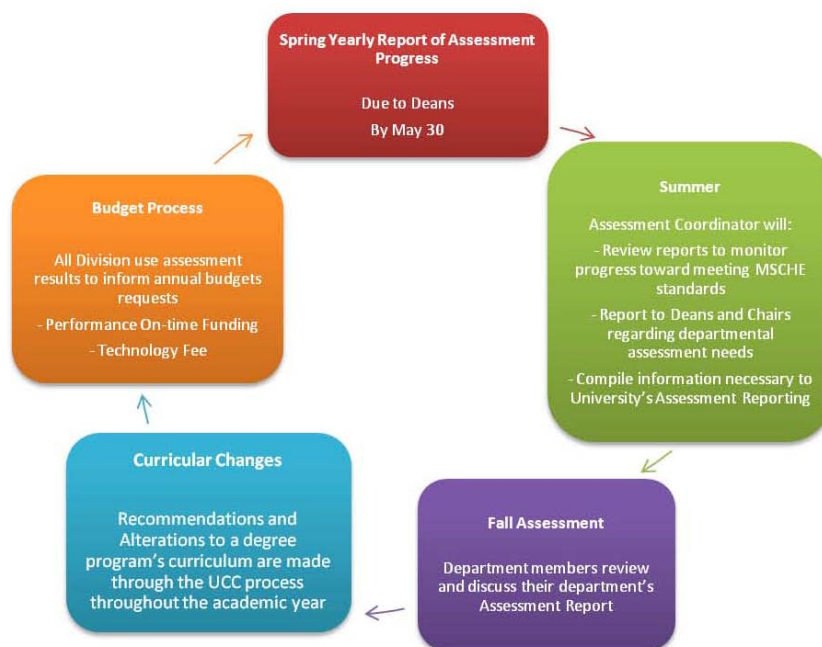 Spring Yearly Report of Assessment
Progress
Due to Deans
By May 30
Summer
Assessment Coordinator will:
- Review reports to monitor
progress toward meeting MSCHE
standards
- Report to Deans and Chairs
regarding departmental
assessment needs
- Compile information necessary to
University's Assessment Reporting
Fall Assessment
Department members review
and discuss their department's
Assessment Report
Curricular Changes
Recommendations and
Alterations to a degree
program's curriculum are made
through the UCC process
throughout the academic year
Budget Process
All Division use assessment
results to inform annual budgets
requests
- Performance On-time Funding
- Technology Fee